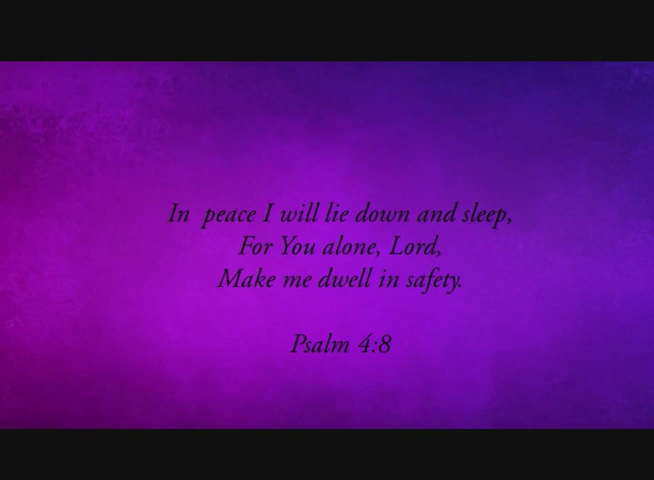 In peace I will lie down and sleep,
For You alone, Lord,
Make me dwell in safety.
Psalm 4:8